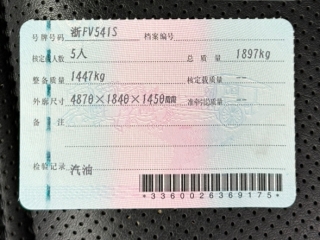 号牌号码 浙FV541S 档案编号
核定载人数 5人 总质量 1897kg
整备质量 1447kg 核定载质量 --
外廓尺寸 4870×1840×1450mm 准牵引总质量 --
备注
检验记录 汽油
*3360026369175*